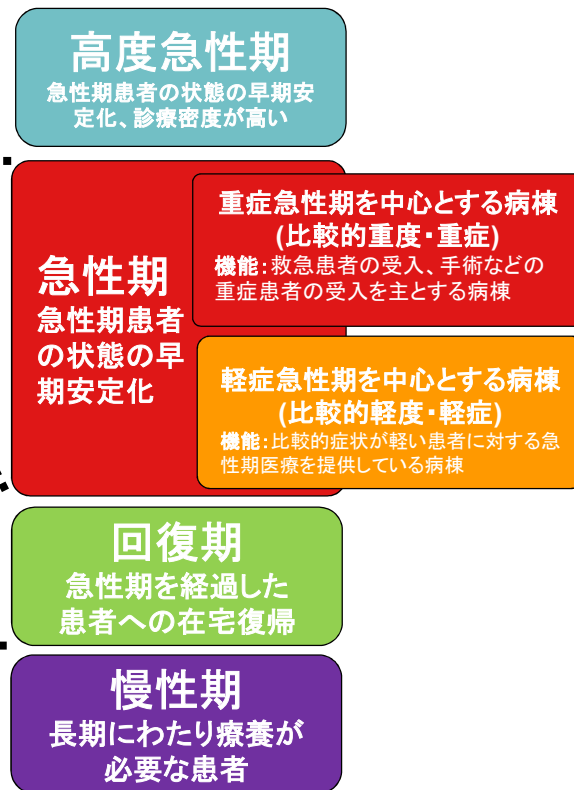 高度急性期
急性期患者の状態の早期安
定化、診療密度が高い
急性期
急性期患者
の状態の早
期安定化
重症急性期を中心とする病棟
(比較的重度・重症)
機能：救急患者の受入、手術などの
重症患者の受入を主とする病棟
軽症急性期を中心とする病棟
(比較的軽度・軽症)
機能：比較的症状が軽い患者に対する急
性期医療を提供している病棟
回復期
急性期を経過した
患者への在宅復帰
慢性期
長期にわたり療養が
必要な患者